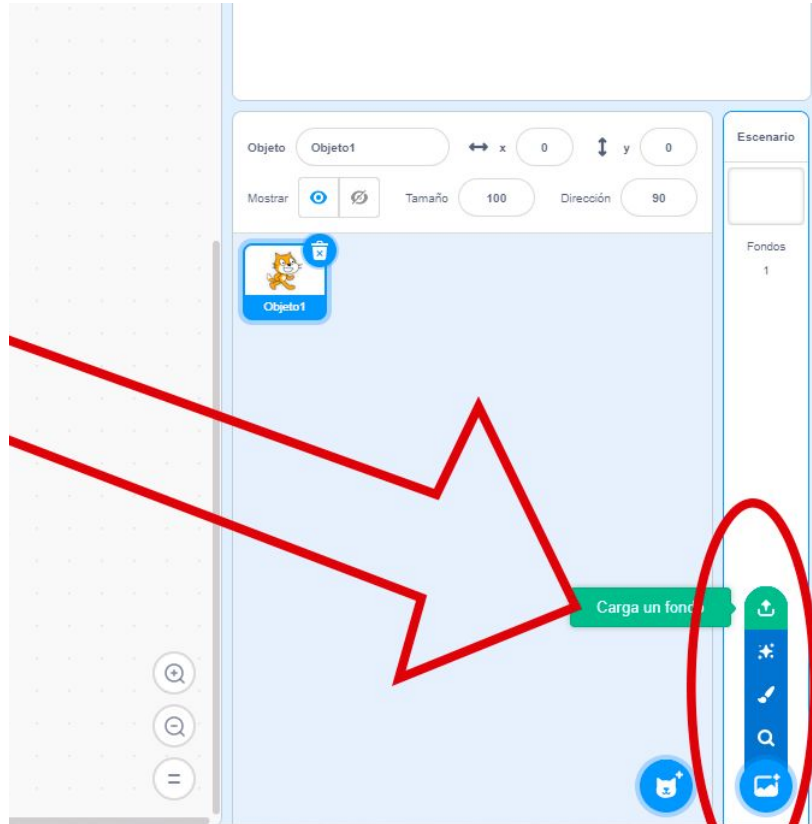 Objeto Objeto1 x 0 y 0 Escenario
Mostrar Tamaño 100 Dirección 90
Fondos
1
Objeto1
Carga un fondo